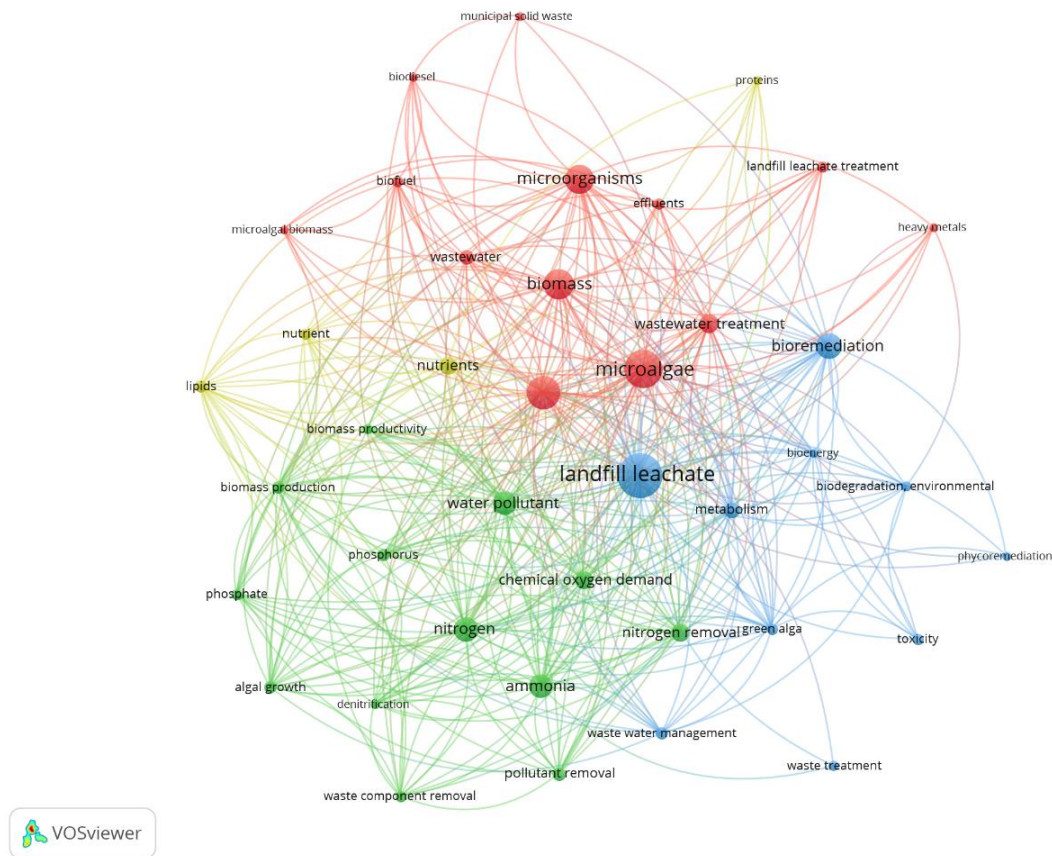 municipal solid waste
biodiesel
proteins
landfill leachate treatment
microorganisms
biofuel
effluents
microalgal biomass
heavy metals
wastewater
biomass
wastewater treatment
nutrient
bioremediation
nutrients
microalgae
lipids
biomass productivity
bioenergy
landfill leachate
biomass production
biodegradation, environmental
water pollutant
metabolism
phosphorus
phycoremediation
chemical oxygen demand
phosphate
nitrogen
nitrogen removal
green alga
toxicity
algal growth
ammonia
denitrification
waste water management
waste treatment
pollutant removal
waste component removal
VOSviewer